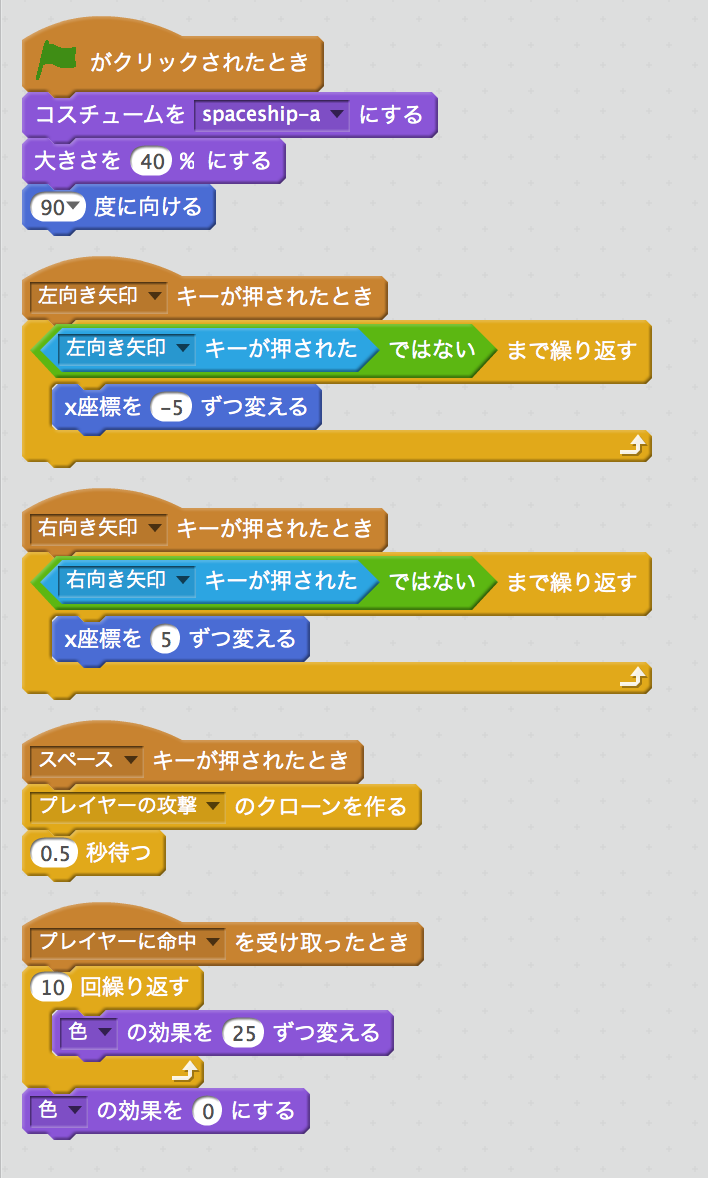 がクリックされたとき
コスチュームを spaceship-a にする
大きさを 40 % にする
90 度に向ける
左向き矢印 キーが押されたとき
左向き矢印 キーが押された ではない まで繰り返す
x座標を -5 ずつ変える
右向き矢印 キーが押されたとき
右向き矢印 キーが押された ではない まで繰り返す
x座標を 5 ずつ変える
スペース キーが押されたとき
プレイヤーの攻撃 のクローンを作る
0.5 秒待つ
プレイヤーに命中 を受け取ったとき
10 回繰り返す
色 の効果を 25 ずつ変える
色 の効果を 0 にする